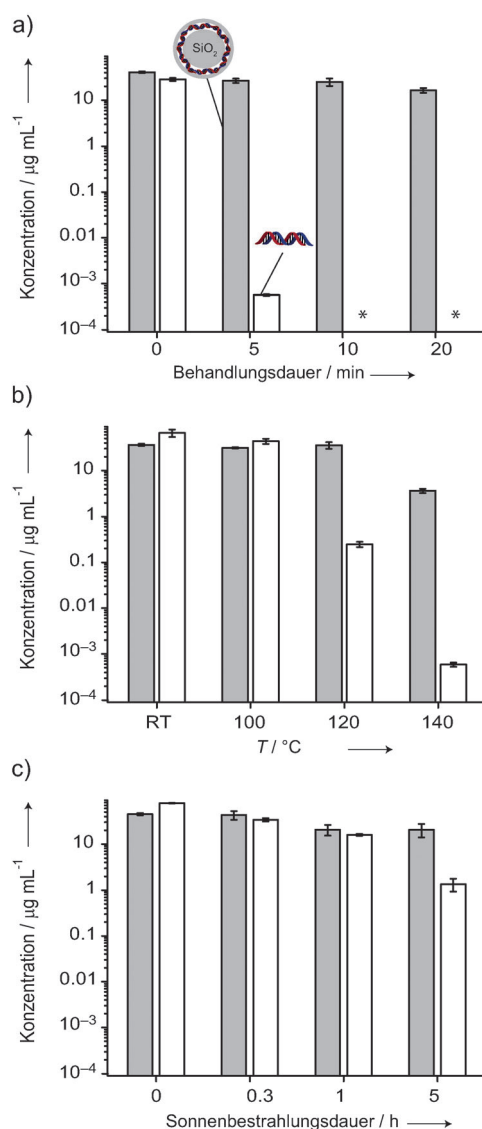 a)
SiO₂
Konzentration / µg mL⁻¹
10
1
0.1
0.01
10⁻³
10⁻⁴
* *
0 5 10 20
Behandlungsdauer / min
b)
Konzentration / µg mL⁻¹
10
1
0.1
0.01
10⁻³
10⁻⁴
RT 100 120 140
T / °C
c)
Konzentration / µg mL⁻¹
10
1
0.1
0.01
10⁻³
10⁻⁴
0 0.3 1 5
Sonnenbestrahlungsdauer / h